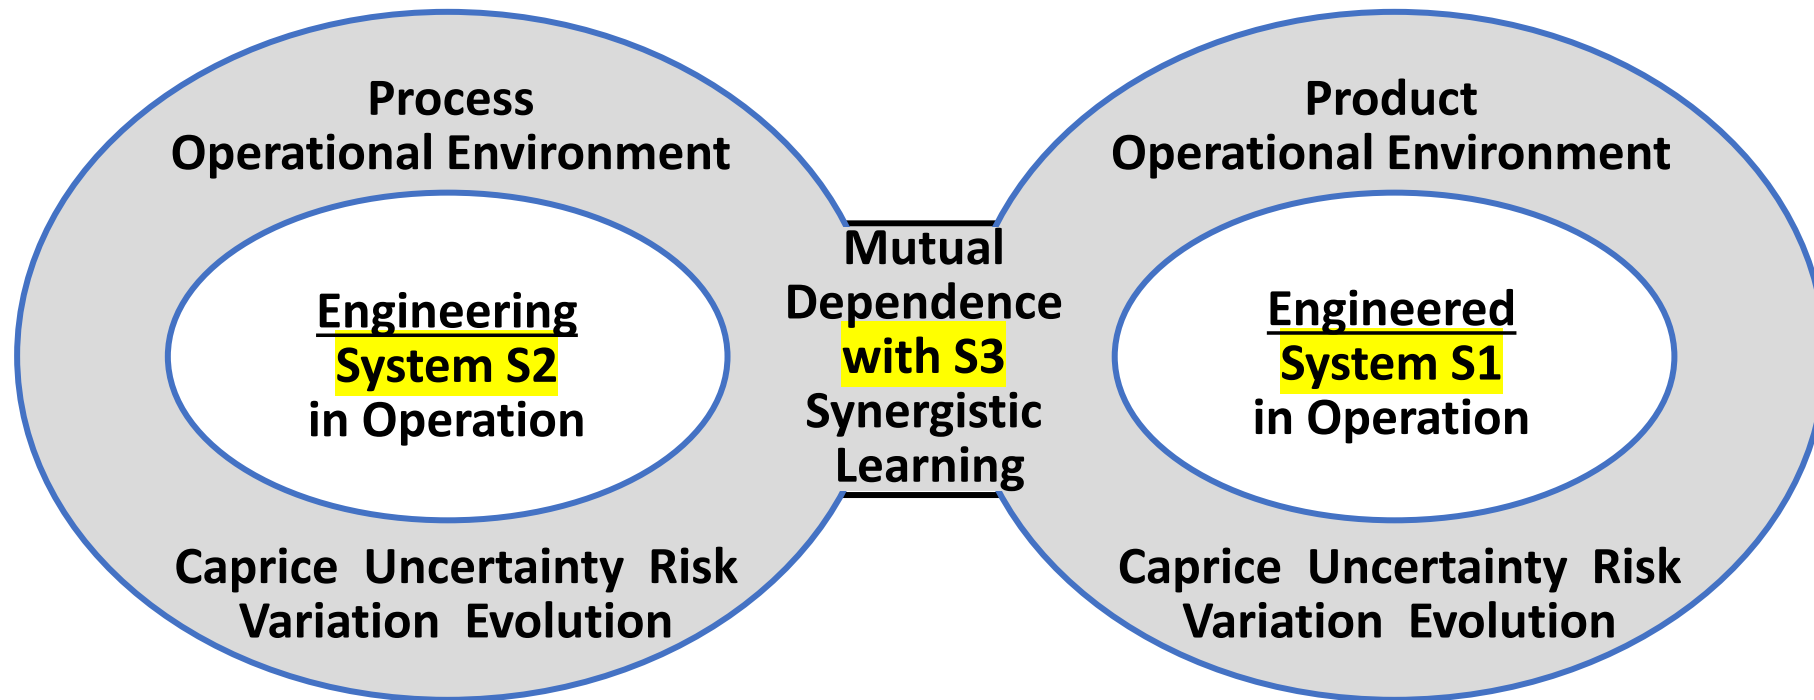 Process
Operational Environment
Engineering
System S2
in Operation
Caprice Uncertainty Risk
Variation Evolution
Mutual
Dependence
with S3
Synergistic
Learning
Product
Operational Environment
Engineered
System S1
in Operation
Caprice Uncertainty Risk
Variation Evolution